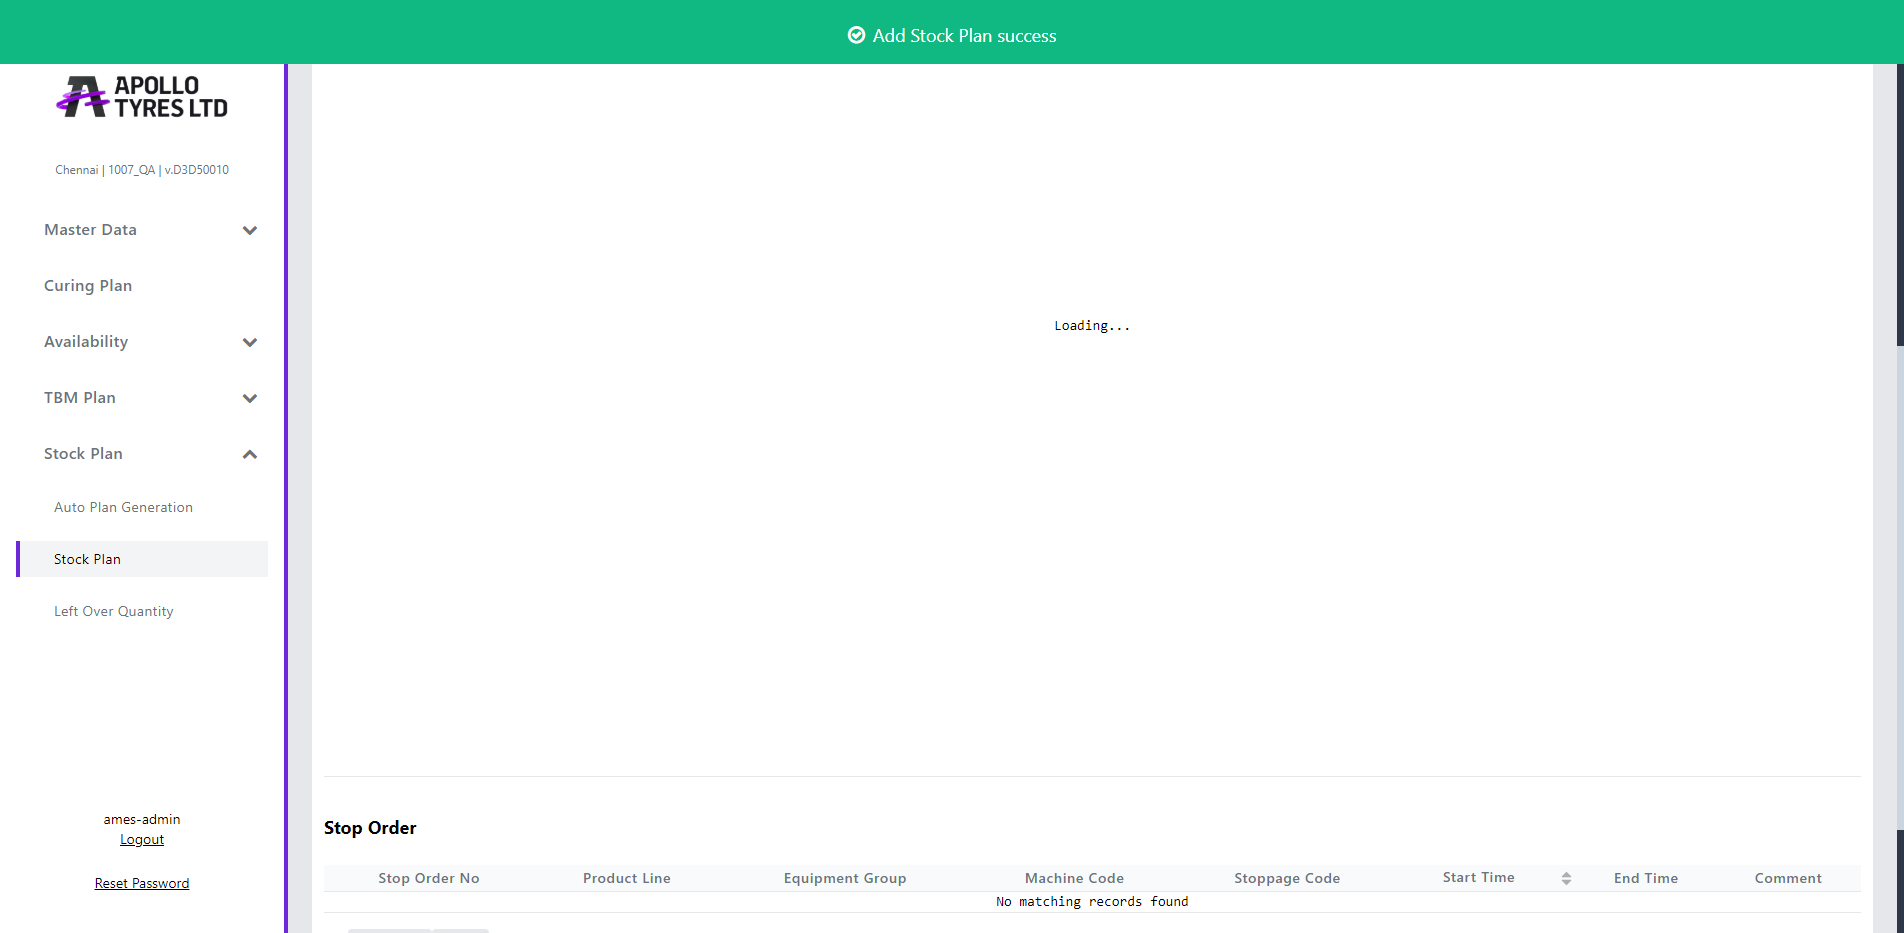 Add Stock Plan success
APOLLO
TYRES LTD
Chennai | 1007_QA | v.D3D50010
Master Data
Curing Plan
Availability
TBM Plan
Stock Plan
Auto Plan Generation
Stock Plan
Left Over Quantity
ames-admin
Logout
Reset Password
Loading...
Stop Order
Stop Order No Product Line Equipment Group Machine Code Stoppage Code Start Time End Time Comment
No matching records found